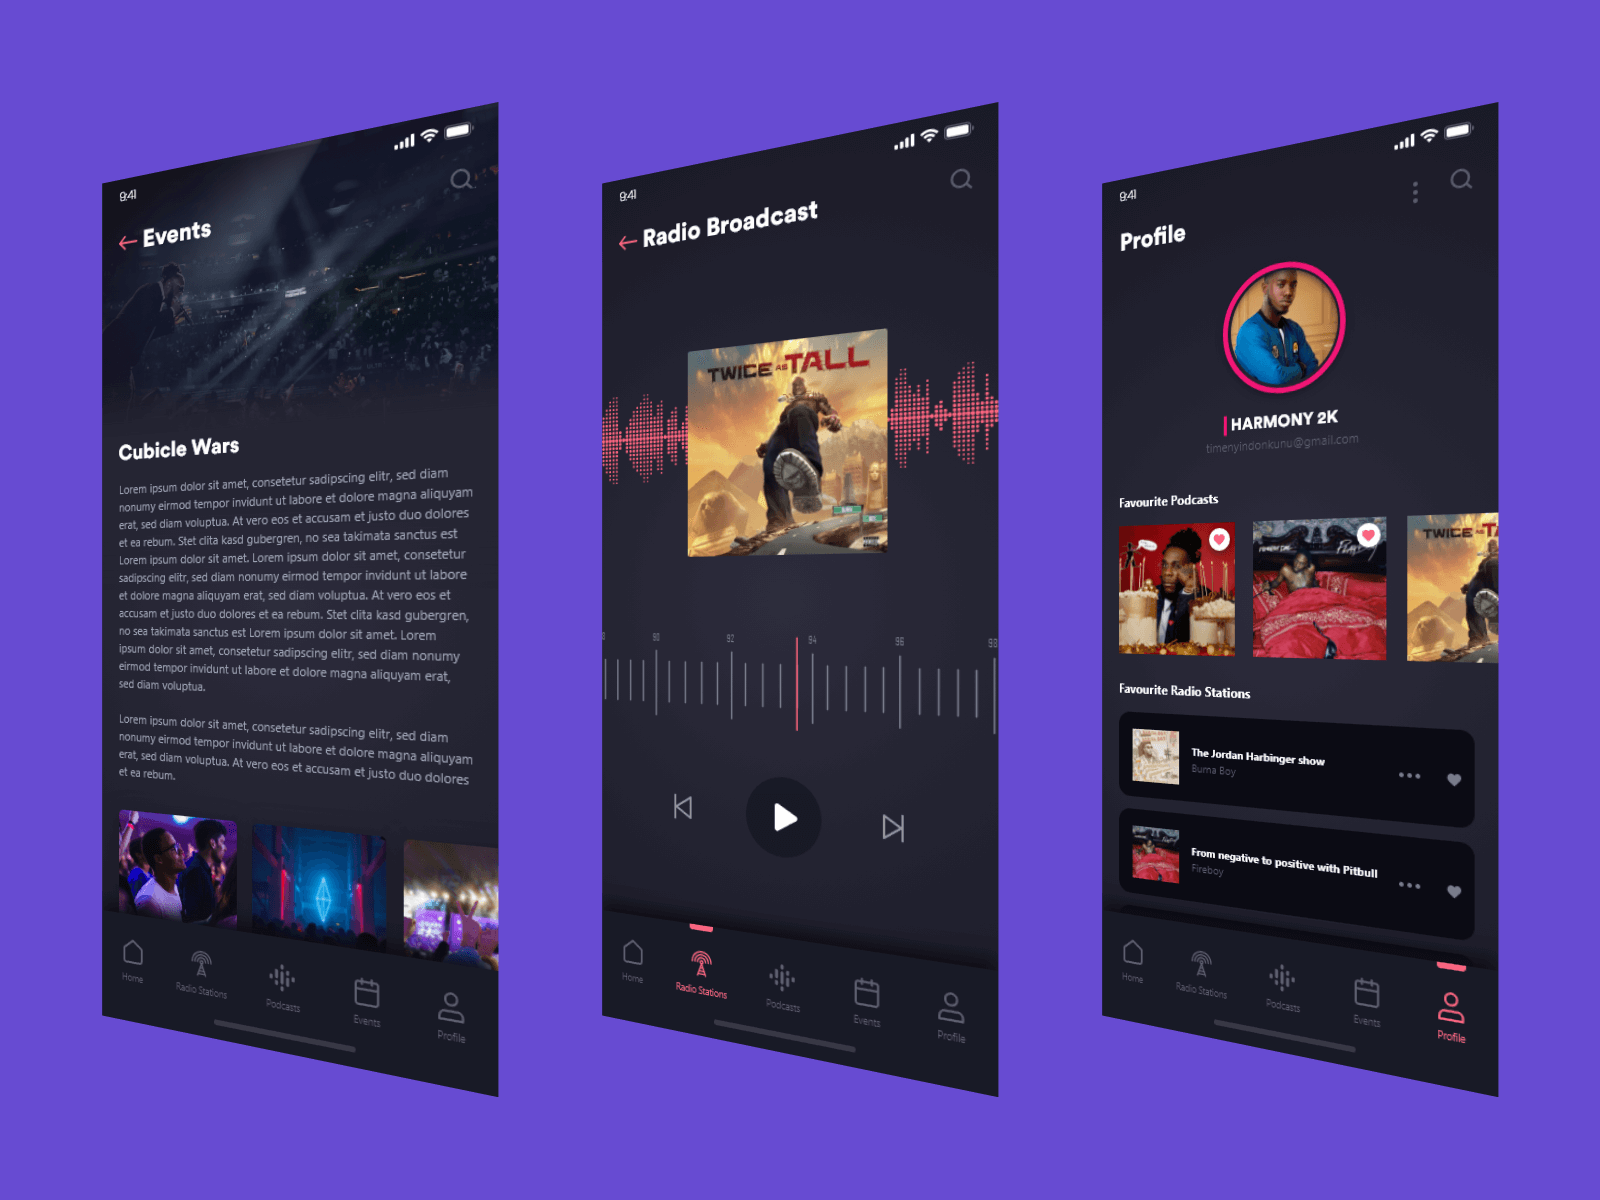 9:41
Events
Cubicle Wars
Lorem ipsum dolor sit amet, consetetur sadipscing elitr, sed diam
nonumy eirmod tempor invidunt ut labore et dolore magna aliquyam
erat, sed diam voluptua. At vero eos et accusam et justo duo dolores
et ea rebum. Stet clita kasd gubergren, no sea takimata sanctus est
Lorem ipsum dolor sit amet. Lorem ipsum dolor sit amet, consetetur
sadipscing elitr, sed diam nonumy eirmod tempor invidunt ut labore
et dolore magna aliquyam erat, sed diam voluptua. At vero eos et
accusam et justo duo dolores et ea rebum. Stet clita kasd gubergren,
no sea takimata sanctus est Lorem ipsum dolor sit amet. Lorem
ipsum dolor sit amet, consetetur sadipscing elitr, sed diam nonumy
eirmod tempor invidunt ut labore et dolore magna aliquyam erat,
sed diam voluptua.
Lorem ipsum dolor sit amet, consetetur sadipscing elitr, sed diam
nonumy eirmod tempor invidunt ut labore et dolore magna aliquyam
erat, sed diam voluptua. At vero eos et accusam et justo duo dolores
et ea rebum.
Home
Radio Stations
Podcasts
Events
Profile
9:41
Radio Broadcast
TWICE AS TALL
90
92
94
96
98
Home
Radio Stations
Podcasts
Events
Profile
9:41
Profile
HARMONY 2K
timenyindonkunu@gmail.com
Favourite Podcasts
TWICE AS T
Favourite Radio Stations
The Jordan Harbinger show
Burna Boy
From negative to positive with Pitbull
Fireboy
Home
Radio Stations
Podcasts
Events
Profile